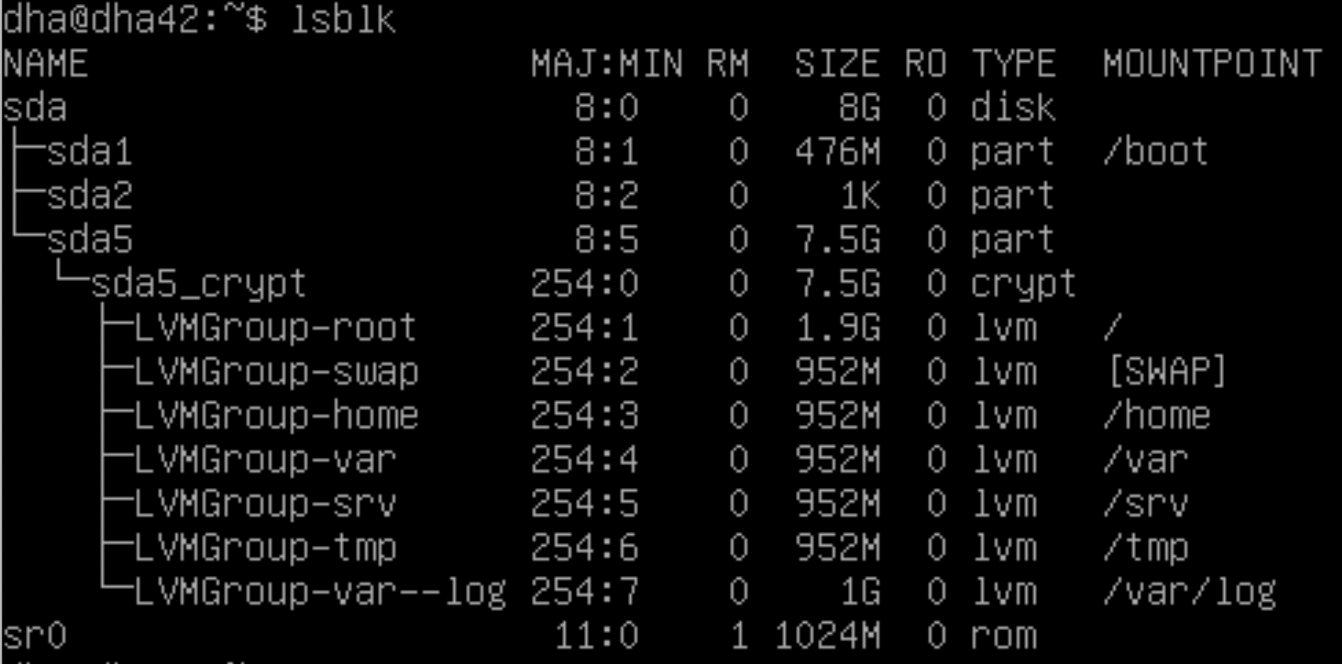 dha@dha42:~$ lsblk
NAME                     MAJ:MIN RM  SIZE RO TYPE  MOUNTPOINT
sda                        8:0    0    8G  0 disk
├─sda1                     8:1    0  476M  0 part  /boot
├─sda2                     8:2    0    1K  0 part
└─sda5                     8:5    0  7.5G  0 part
  └─sda5_crypt           254:0    0  7.5G  0 crypt
    ├─LVMGroup-root      254:1    0  1.9G  0 lvm   /
    ├─LVMGroup-swap      254:2    0  952M  0 lvm   [SWAP]
    ├─LVMGroup-home      254:3    0  952M  0 lvm   /home
    ├─LVMGroup-var       254:4    0  952M  0 lvm   /var
    ├─LVMGroup-srv       254:5    0  952M  0 lvm   /srv
    ├─LVMGroup-tmp       254:6    0  952M  0 lvm   /tmp
    └─LVMGroup-var--log  254:7    0    1G  0 lvm   /var/log
sr0                       11:0    1 1024M  0 rom